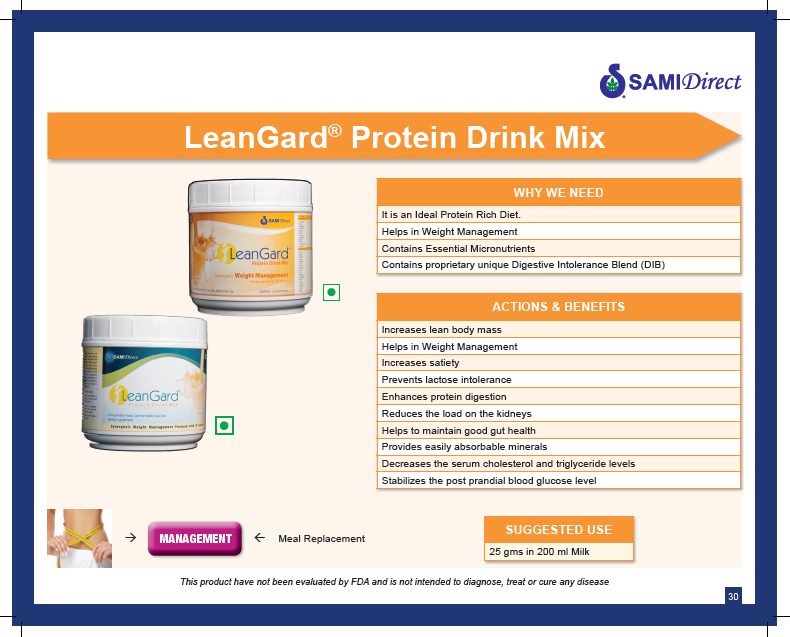 SAMIDirect
LeanGard® Protein Drink Mix
SAMIDirect
LeanGard
Protein Drink Mix
Weight Management
SAMIDirect
LeanGard
Protein Drink Mix
Synergistic Weight Management Formula with
WHY WE NEED
It is an Ideal Protein Rich Diet.
Helps in Weight Management
Contains Essential Micronutrients
Contains proprietary unique Digestive Intolerance Blend (DIB)
ACTIONS & BENEFITS
Increases lean body mass
Helps in Weight Management
Increases satiety
Prevents lactose intolerance
Enhances protein digestion
Reduces the load on the kidneys
Helps to maintain good gut health
Provides easily absorbable minerals
Decreases the serum cholesterol and triglyceride levels
Stabilizes the post prandial blood glucose level
→ MANAGEMENT ← Meal Replacement
SUGGESTED USE
25 gms in 200 ml Milk
This product have not been evaluated by FDA and is not intended to diagnose, treat or cure any disease
30